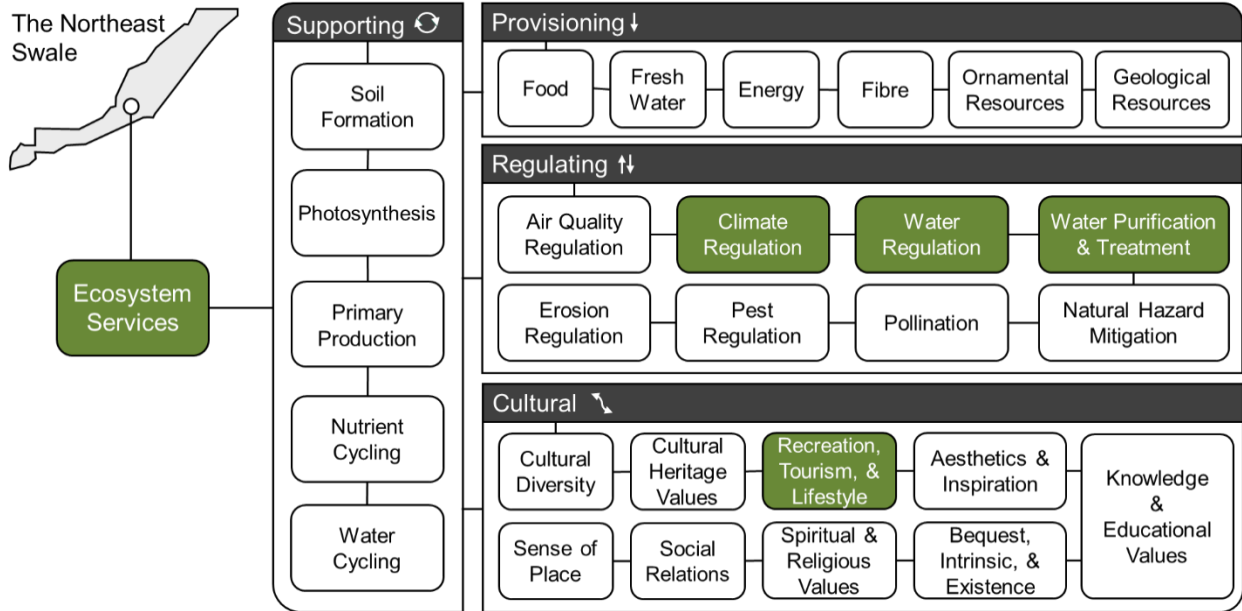 The Northeast
Swale
Ecosystem
Services
Supporting
Soil
Formation
Photosynthesis
Primary
Production
Nutrient
Cycling
Water
Cycling
Provisioning
Food
Fresh
Water
Energy
Fibre
Ornamental
Resources
Geological
Resources
Regulating
Air Quality
Regulation
Climate
Regulation
Water
Regulation
Water Purification
& Treatment
Erosion
Regulation
Pest
Regulation
Pollination
Natural Hazard
Mitigation
Cultural
Cultural
Diversity
Cultural
Heritage
Values
Recreation,
Tourism, &
Lifestyle
Aesthetics &
Inspiration
Knowledge
&
Educational
Values
Sense of
Place
Social
Relations
Spiritual &
Religious
Values
Bequest,
Intrinsic, &
Existence